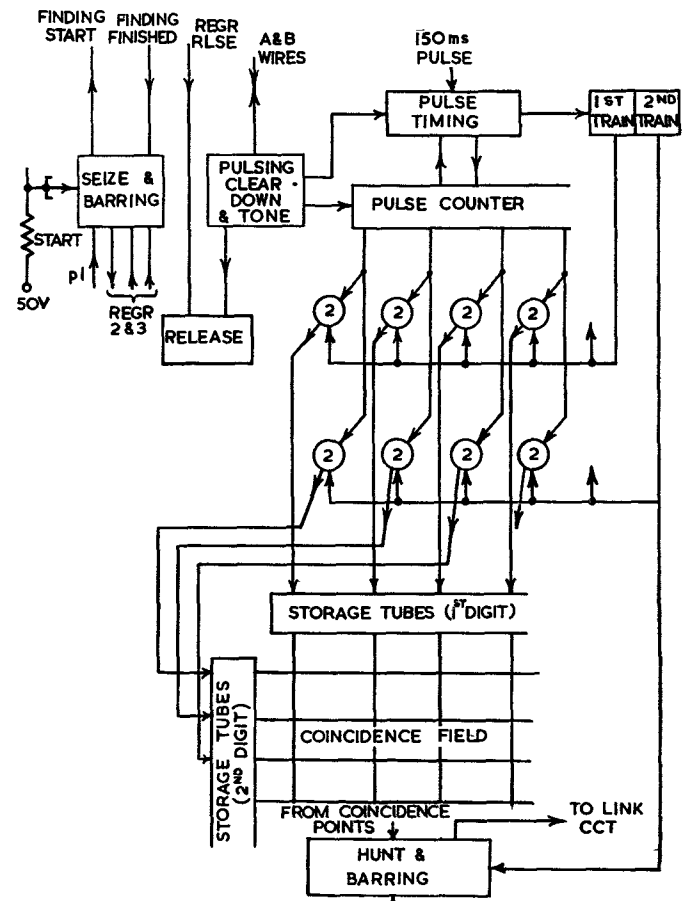 FINDING
START
FINDING
FINISHED
REGR
RLSE
A&B
WIRES
150ms
PULSE
PULSE
TIMING
1ST
TRAIN
2ND
TRAIN
SEIZE &
BARRING
PULSING
CLEAR
DOWN
& TONE
PULSE COUNTER
START
50V
p1
REGR
2&3
RELEASE
2
2
2
2
2
2
2
2
STORAGE TUBES (1ST DIGIT)
STORAGE TUBES
(2ND DIGIT)
COINCIDENCE FIELD
FROM COINCIDENCE
POINTS
TO LINK
CCT
HUNT &
BARRING